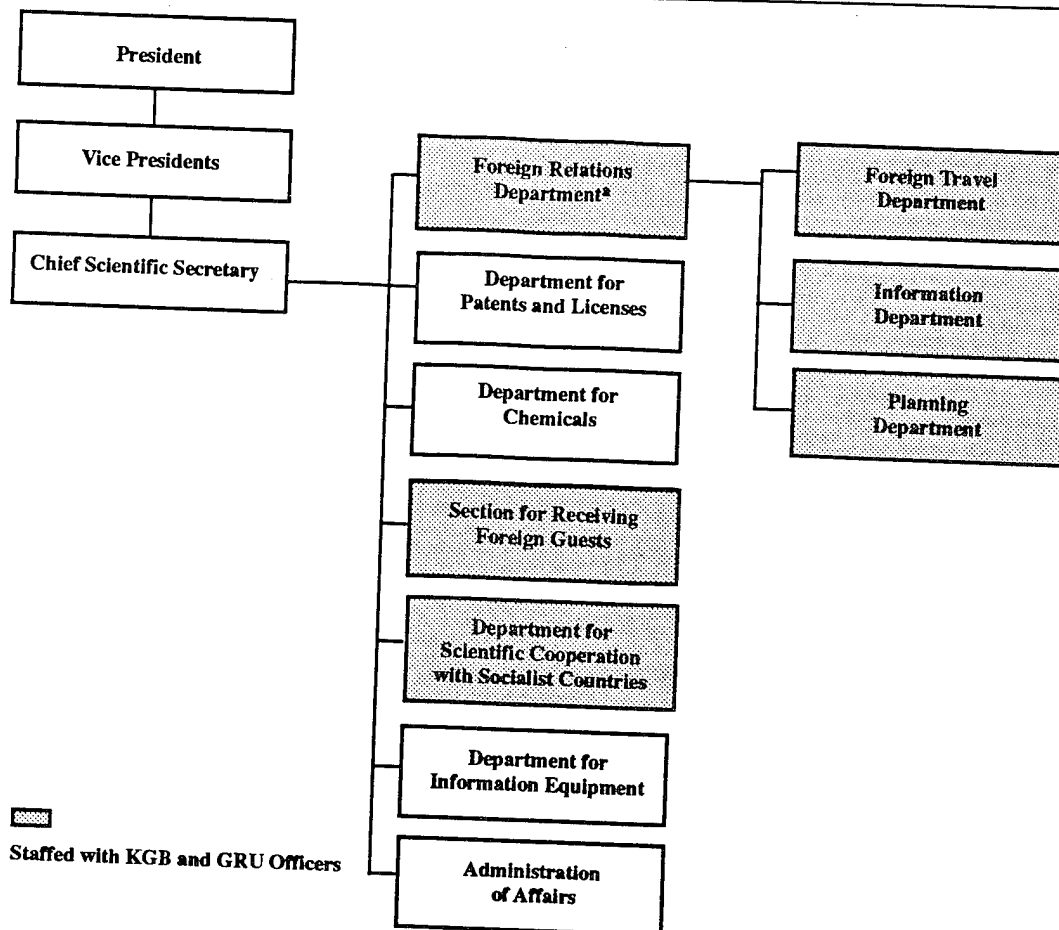 President
Vice Presidents
Chief Scientific Secretary
Foreign Relations
Departmentᵃ
Department for
Patents and Licenses
Department for
Chemicals
Section for Receiving
Foreign Guests
Department for
Scientific Cooperation
with Socialist Countries
Department for
Information Equipment
Administration
of Affairs
Foreign Travel
Department
Information
Department
Planning
Department
Staffed with KGB and GRU Officers